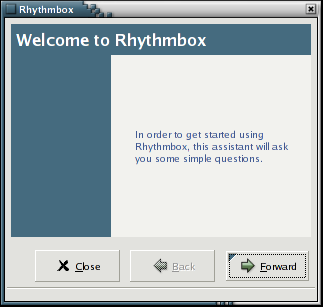 Rhythmbox
Welcome to Rhythmbox
In order to get started using
Rhythmbox, this assistant will ask
you some simple questions.
Close
Back
Forward